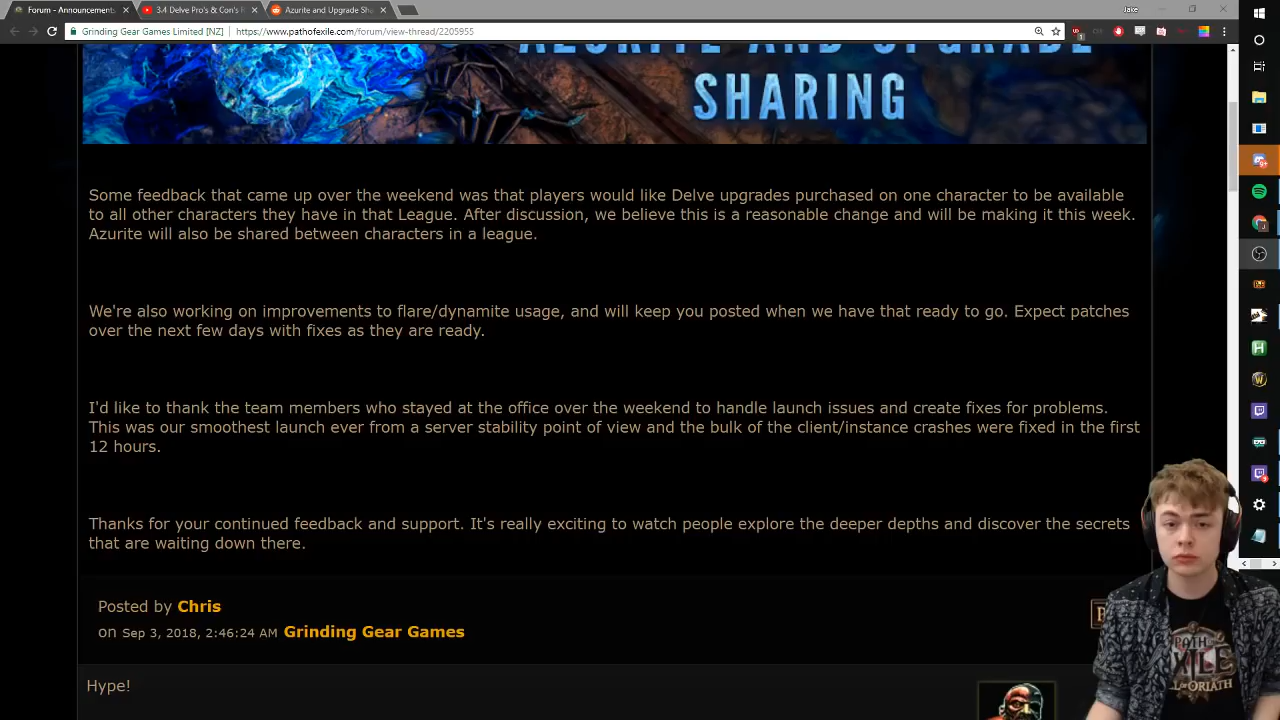 Forum - Announcements
3.4 Delve Pro's & Con's
Azurite and Upgrade Sha
Jake
Grinding Gear Games Limited [NZ]
https://www.pathofexile.com/forum/view-thread/2205955
AZURITE AND UPGRADE
SHARING
Some feedback that came up over the weekend was that players would like Delve upgrades purchased on one character to be available
to all other characters they have in that League. After discussion, we believe this is a reasonable change and will be making it this week.
Azurite will also be shared between characters in a league.
We're also working on improvements to flare/dynamite usage, and will keep you posted when we have that ready to go. Expect patches
over the next few days with fixes as they are ready.
I'd like to thank the team members who stayed at the office over the weekend to handle launch issues and create fixes for problems.
This was our smoothest launch ever from a server stability point of view and the bulk of the client/instance crashes were fixed in the first
12 hours.
Thanks for your continued feedback and support. It's really exciting to watch people explore the deeper depths and discover the secrets
that are waiting down there.
Posted by Chris
on Sep 3, 2018, 2:46:24 AM Grinding Gear Games
Hype!
PATH
EXILE
ORIATH